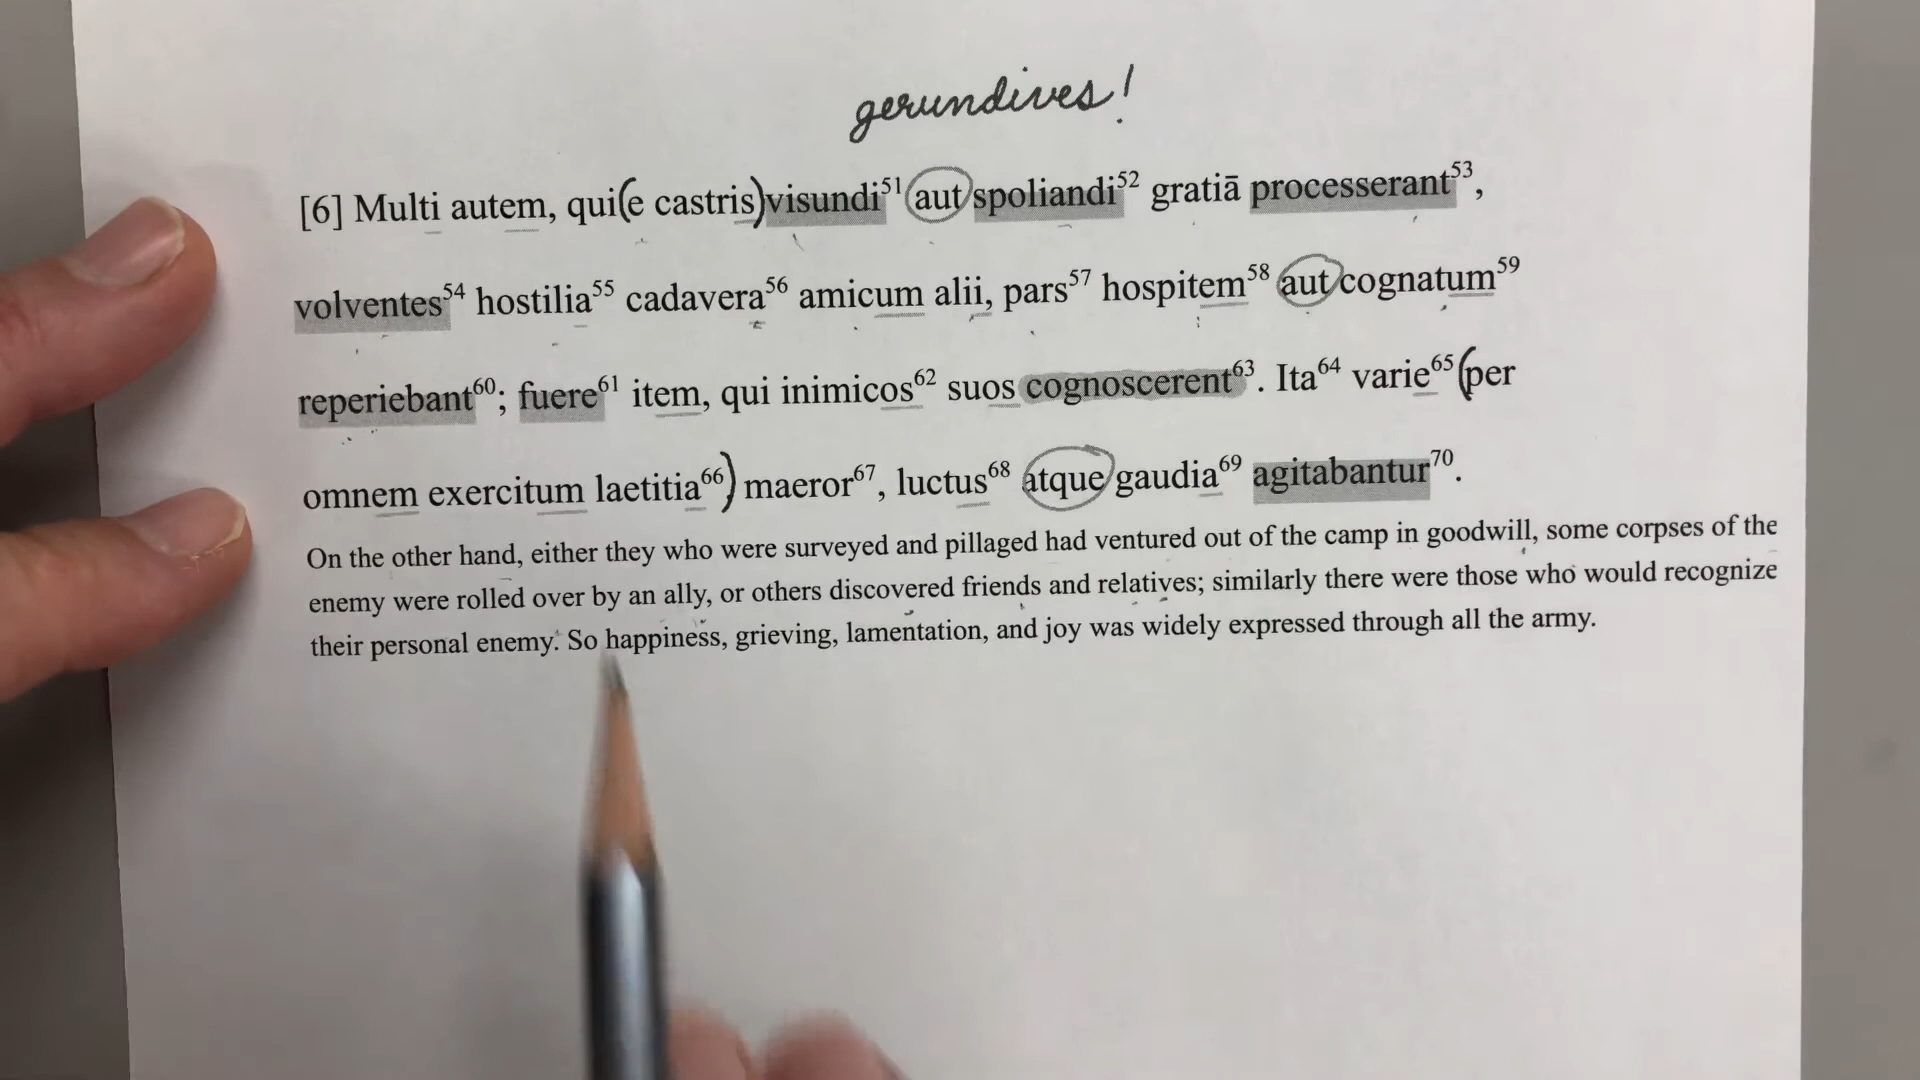 gerundives!
[6] Multi autem, qui(e castris)visundi⁵¹ aut spoliandi⁵² gratiā processerant⁵³,
volventes⁵⁴ hostilia⁵⁵ cadavera⁵⁶ amicum alii, pars⁵⁷ hospitem⁵⁸ aut cognatum⁵⁹
reperiebant⁶⁰; fuere⁶¹ item, qui inimicos⁶² suos cognoscerent⁶³. Ita⁶⁴ varie⁶⁵(per
omnem exercitum laetitia⁶⁶) maeror⁶⁷, luctus⁶⁸ atque gaudia⁶⁹ agitabantur⁷⁰.
On the other hand, either they who were surveyed and pillaged had ventured out of the camp in goodwill, some corpses of the
enemy were rolled over by an ally, or others discovered friends and relatives; similarly there were those who would recognize
their personal enemy. So happiness, grieving, lamentation, and joy was widely expressed through all the army.